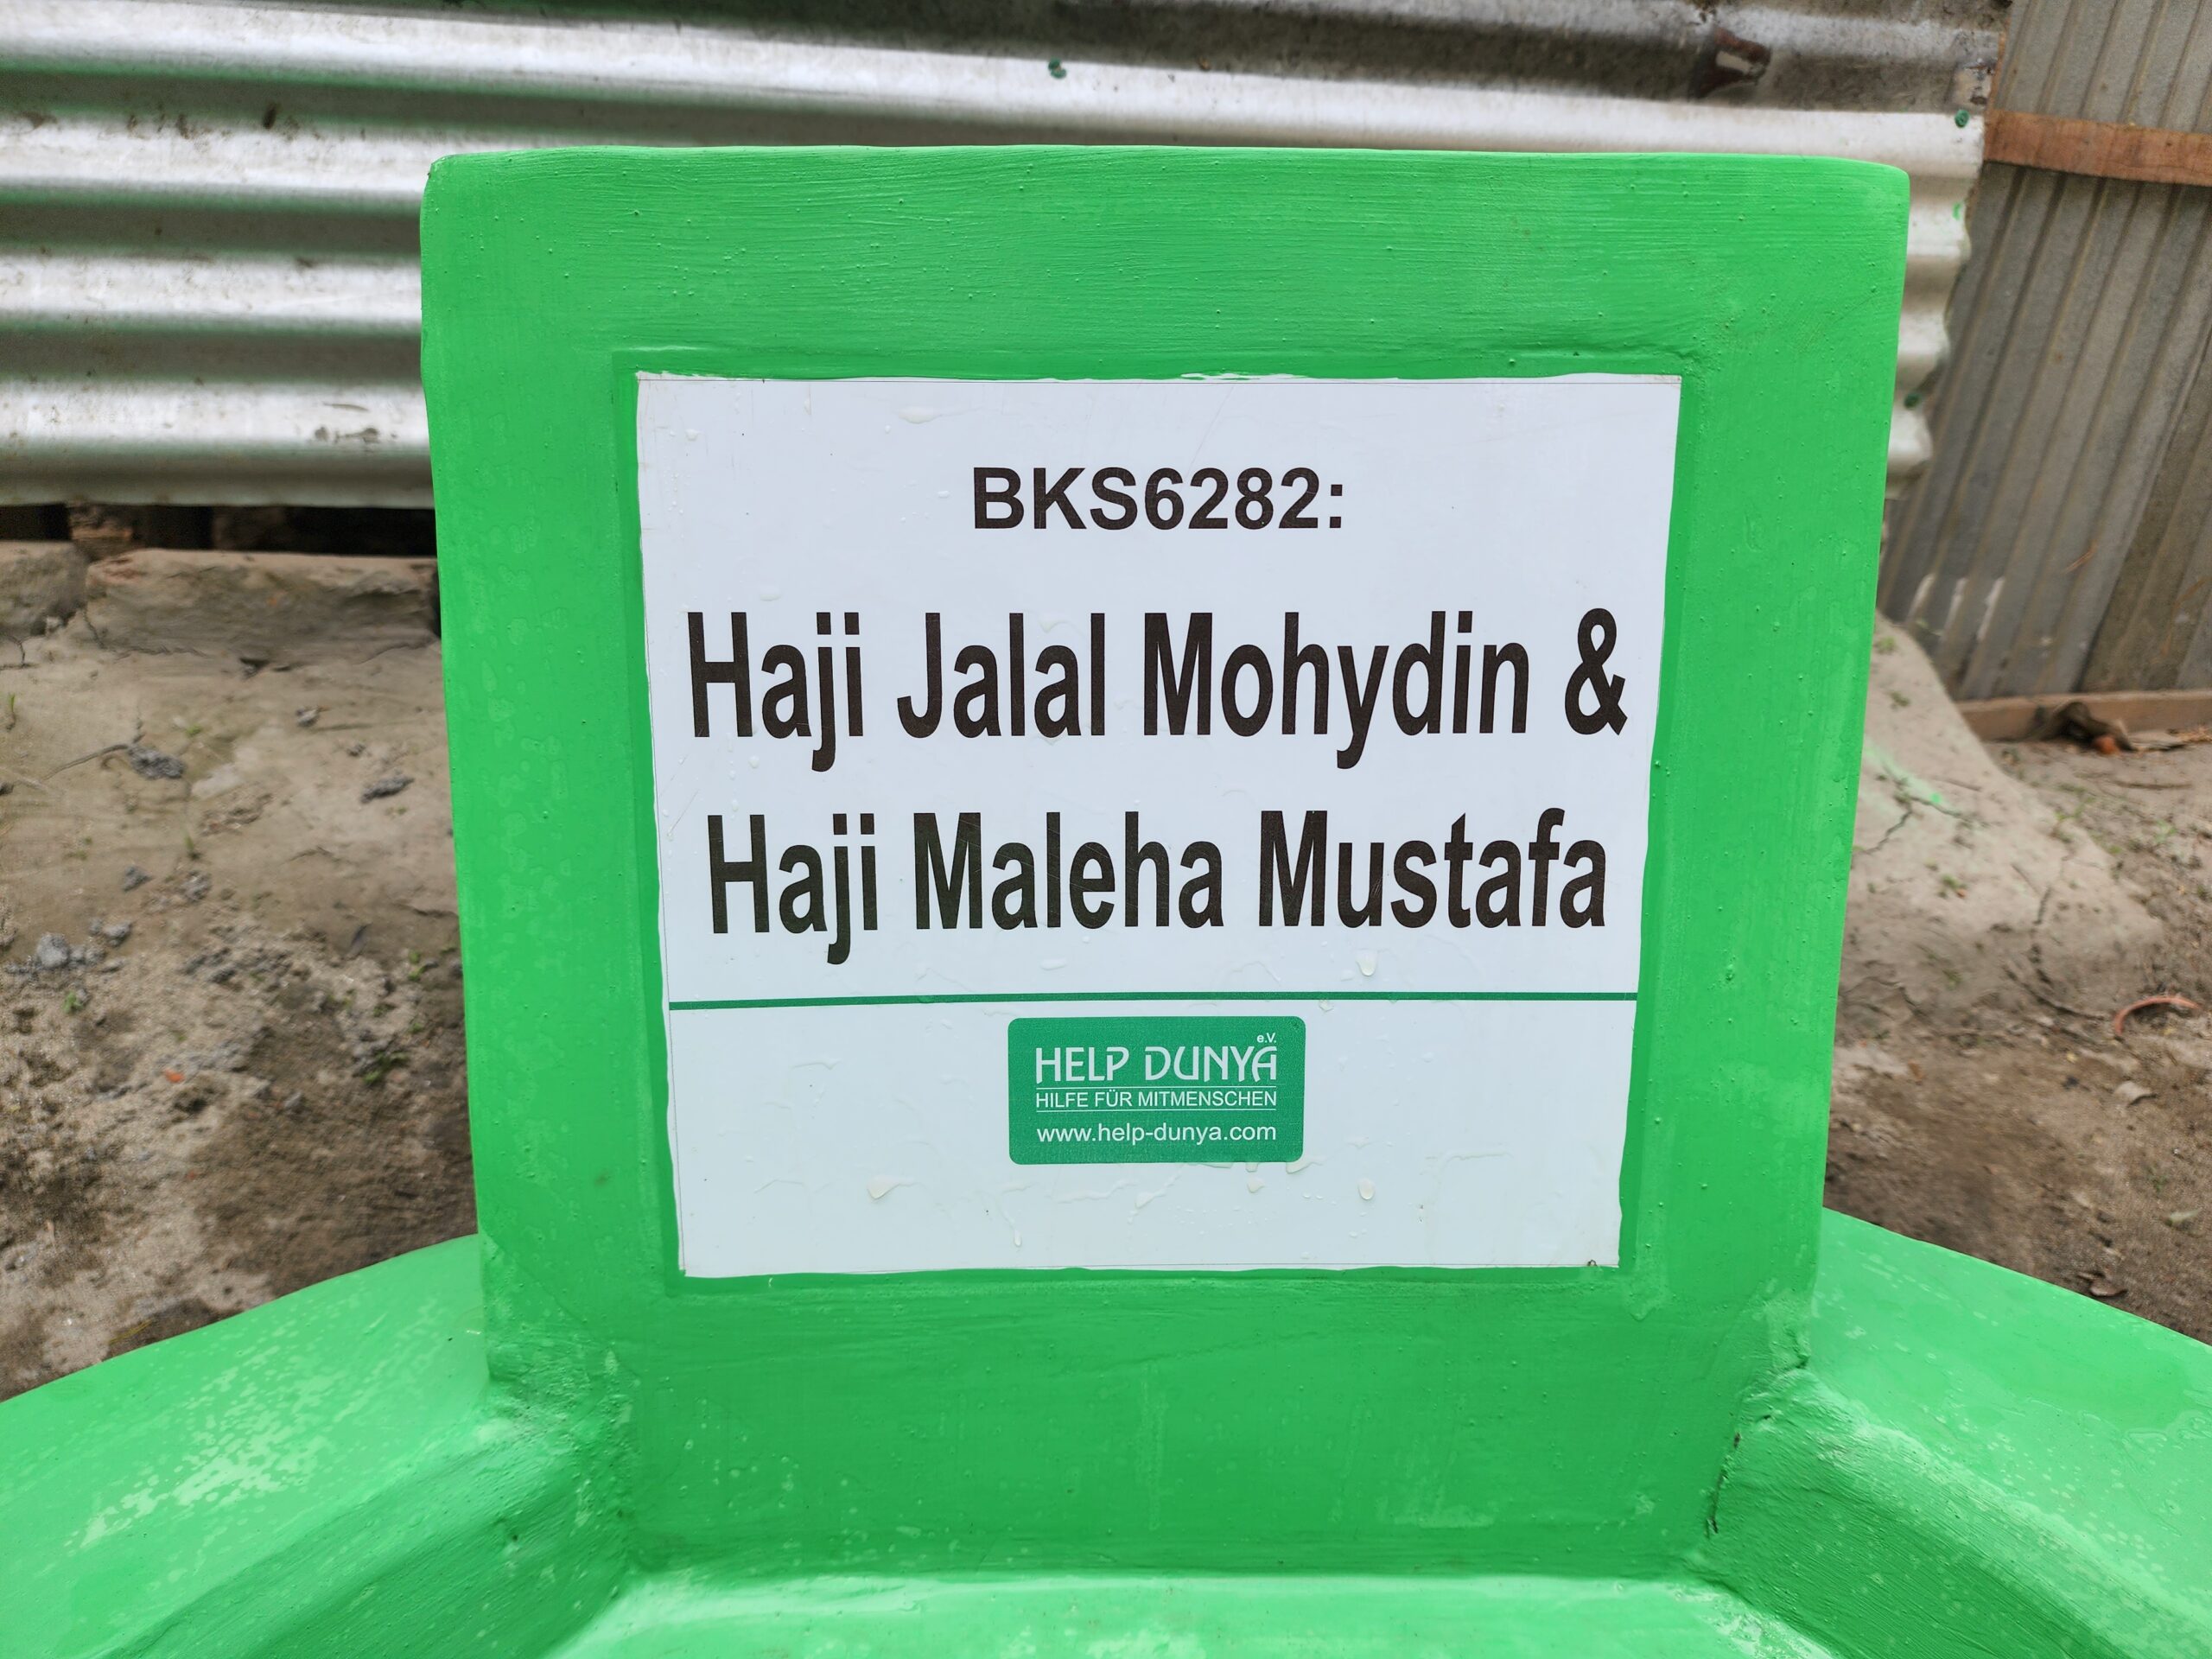 BKS6282:
Haji Jalal Mohydin &
Haji Maleha Mustafa
e.V.
HELP DUNYA
HILFE FÜR MITMENSCHEN
www.help-dunya.com